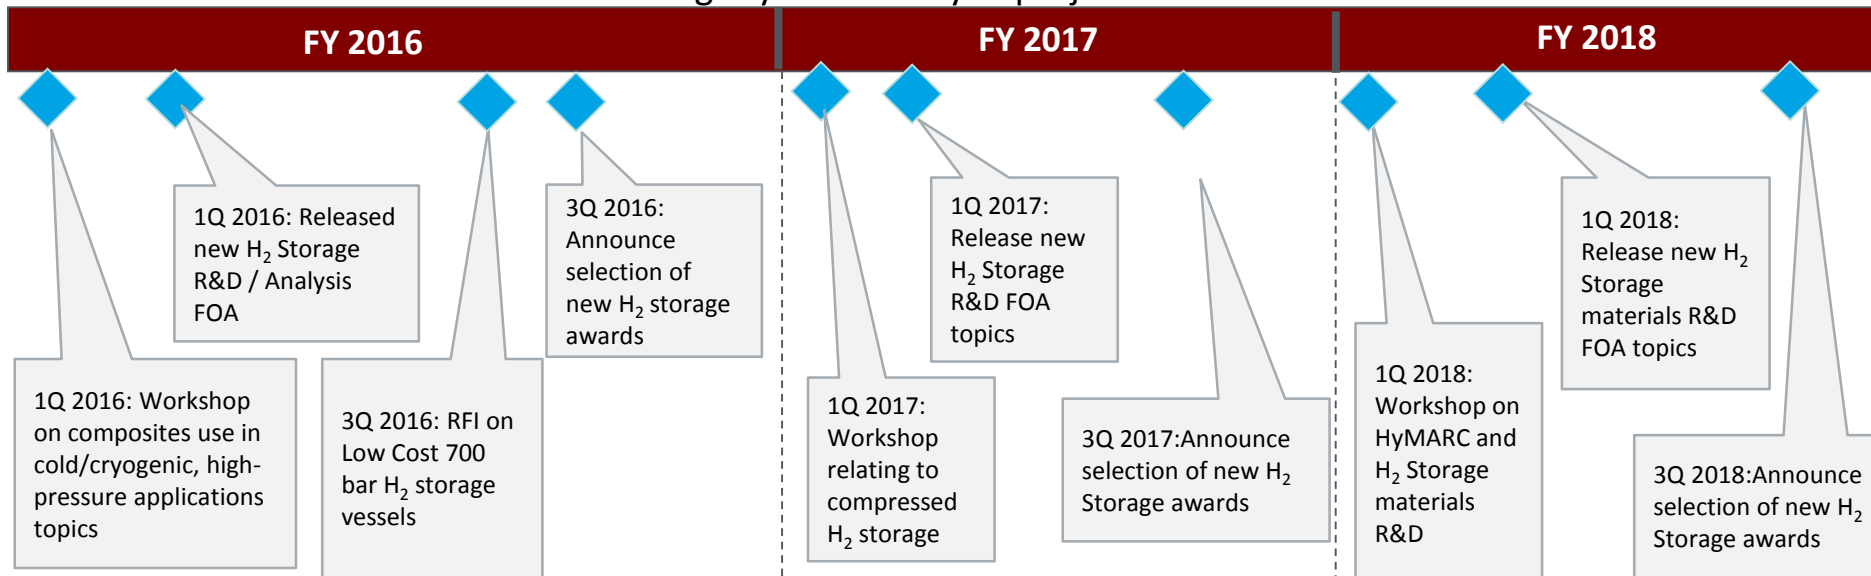 FY 2016
FY 2017
FY 2018
1Q 2016: Workshop
on composites use in
cold/cryogenic, high-
pressure applications
topics
1Q 2016: Released
new H₂ Storage
R&D / Analysis
FOA
3Q 2016: RFI on
Low Cost 700
bar H₂ storage
vessels
3Q 2016:
Announce
selection of
new H₂ storage
awards
1Q 2017:
Workshop
relating to
compressed
H₂ storage
1Q 2017:
Release new
H₂ Storage
R&D FOA
topics
3Q 2017:Announce
selection of new H₂
Storage awards
1Q 2018:
Workshop on
HyMARC and
H₂ Storage
materials
R&D
1Q 2018:
Release new H₂
Storage
materials R&D
FOA topics
3Q 2018:Announce
selection of new H₂
Storage awards